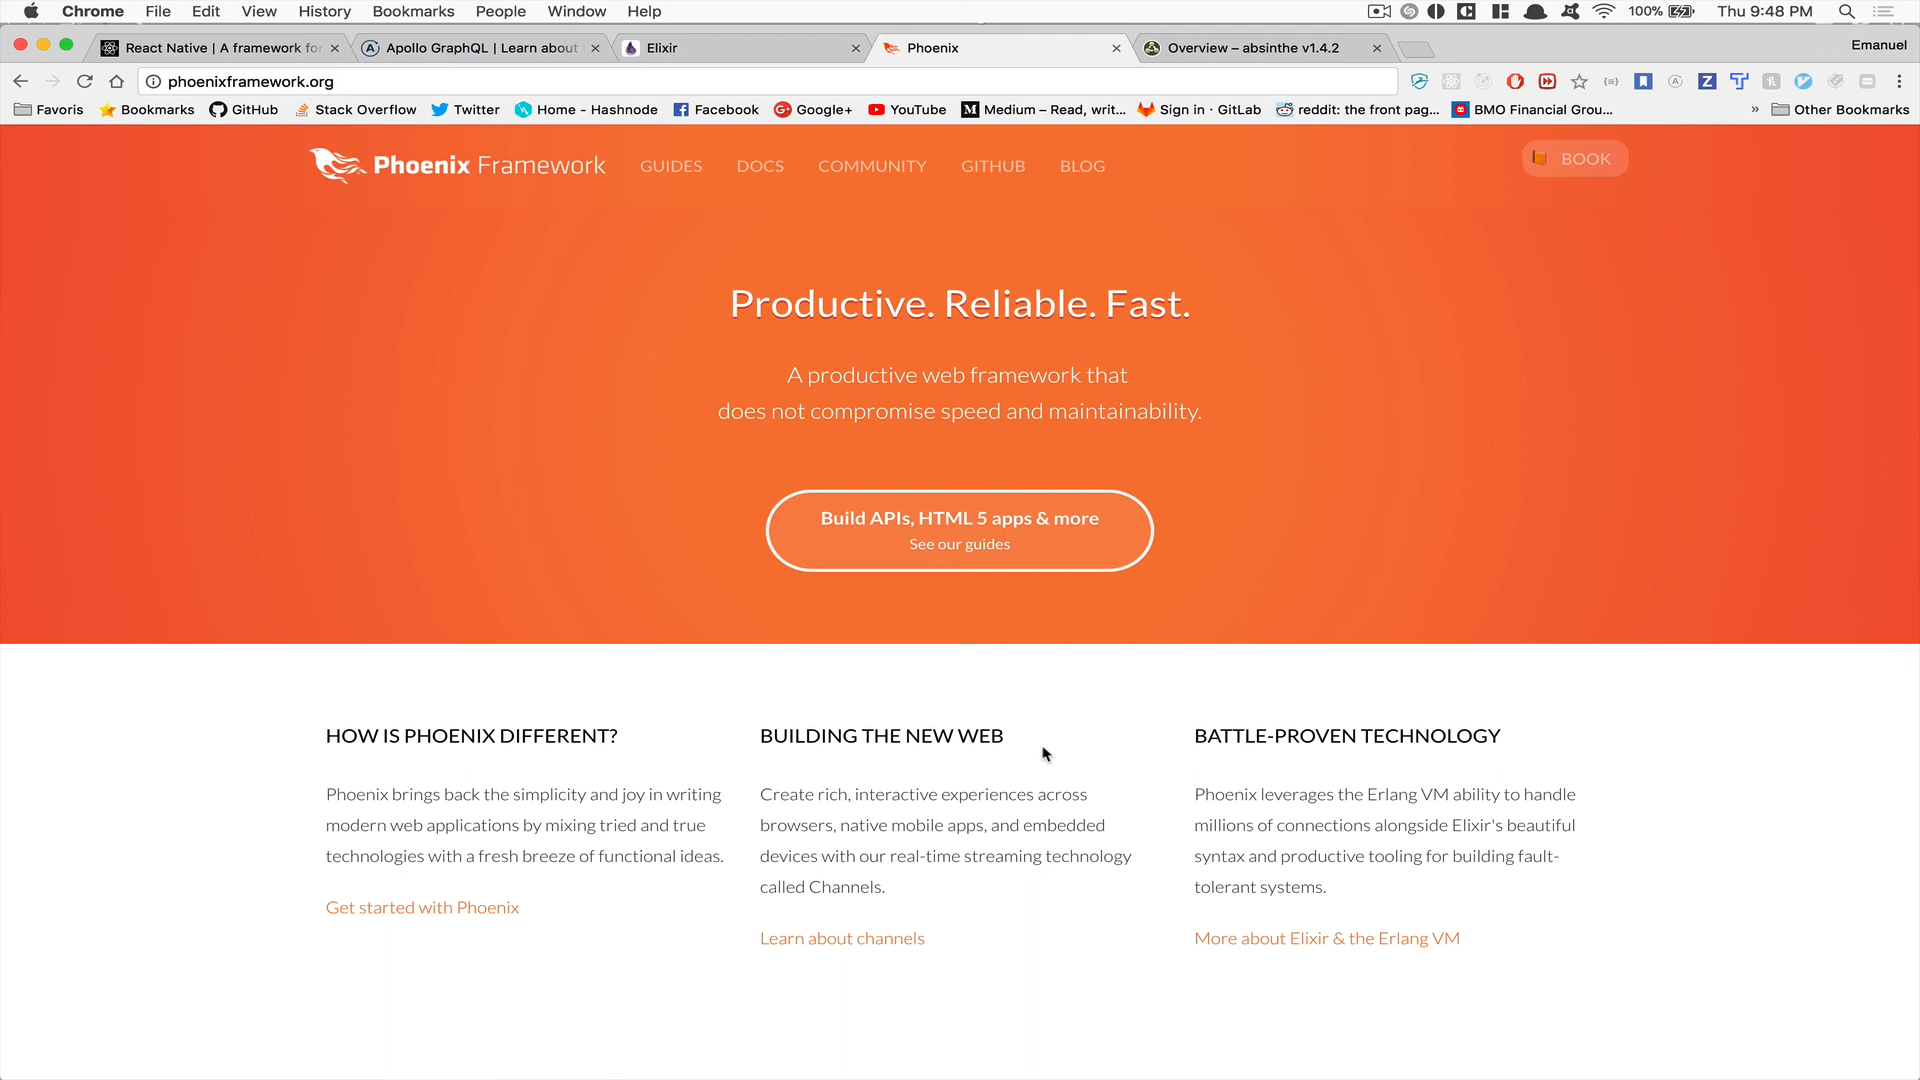 Chrome File Edit View History Bookmarks People Window Help 100% Thu 9:48 PM
React Native | A framework for Apollo GraphQL | Learn about Elixir Phoenix Overview – absinthe v1.4.2 Emanuel
phoenixframework.org
Favoris Bookmarks GitHub Stack Overflow Twitter Home - Hashnode Facebook Google+ YouTube Medium – Read, writ... Sign in · GitLab reddit: the front pag... BMO Financial Grou... » Other Bookmarks
Phoenix Framework GUIDES DOCS COMMUNITY GITHUB BLOG BOOK
Productive. Reliable. Fast.
A productive web framework that
does not compromise speed and maintainability.
Build APIs, HTML 5 apps & more
See our guides
HOW IS PHOENIX DIFFERENT?
Phoenix brings back the simplicity and joy in writing
modern web applications by mixing tried and true
technologies with a fresh breeze of functional ideas.
Get started with Phoenix
BUILDING THE NEW WEB
Create rich, interactive experiences across
browsers, native mobile apps, and embedded
devices with our real-time streaming technology
called Channels.
Learn about channels
BATTLE-PROVEN TECHNOLOGY
Phoenix leverages the Erlang VM ability to handle
millions of connections alongside Elixir's beautiful
syntax and productive tooling for building fault-
tolerant systems.
More about Elixir & the Erlang VM